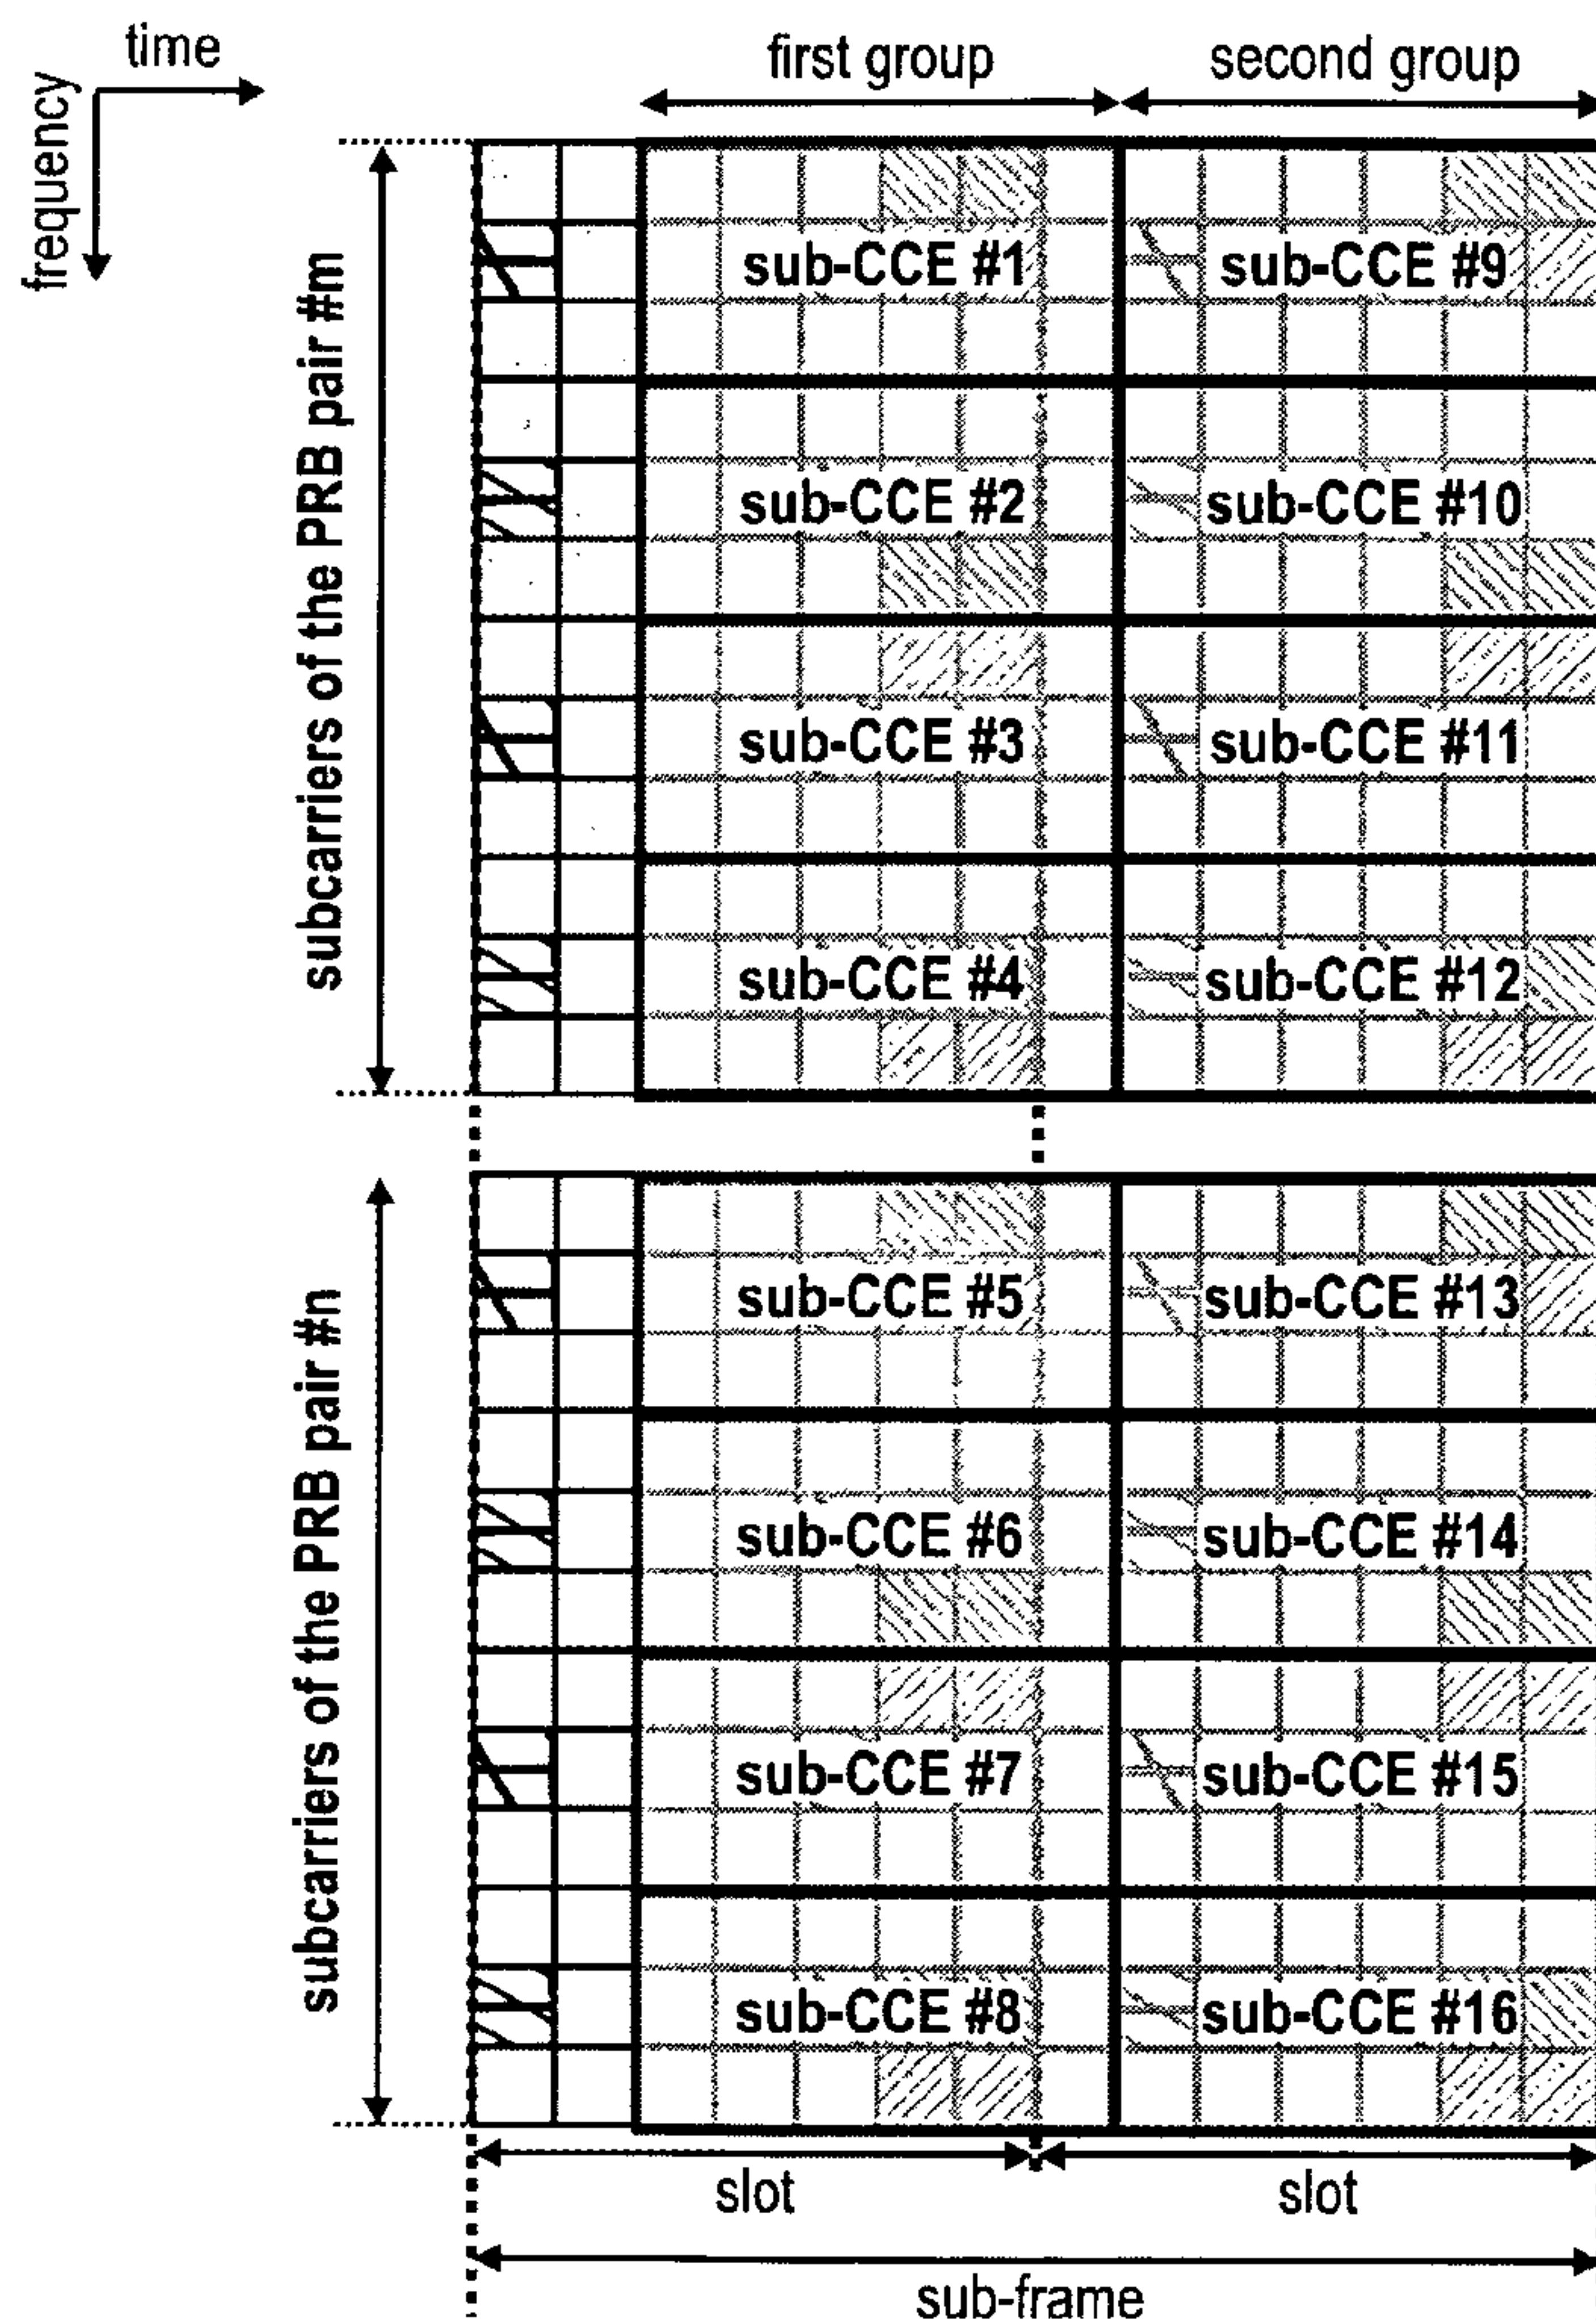 time
frequency
first group
second group
subcarriers of the PRB pair #m
sub-CCE #1
sub-CCE #9
sub-CCE #2
sub-CCE #10
sub-CCE #3
sub-CCE #11
sub-CCE #4
sub-CCE #12
subcarriers of the PRB pair #n
sub-CCE #5
sub-CCE #13
sub-CCE #6
sub-CCE #14
sub-CCE #7
sub-CCE #15
sub-CCE #8
sub-CCE #16
slot
slot
sub-frame